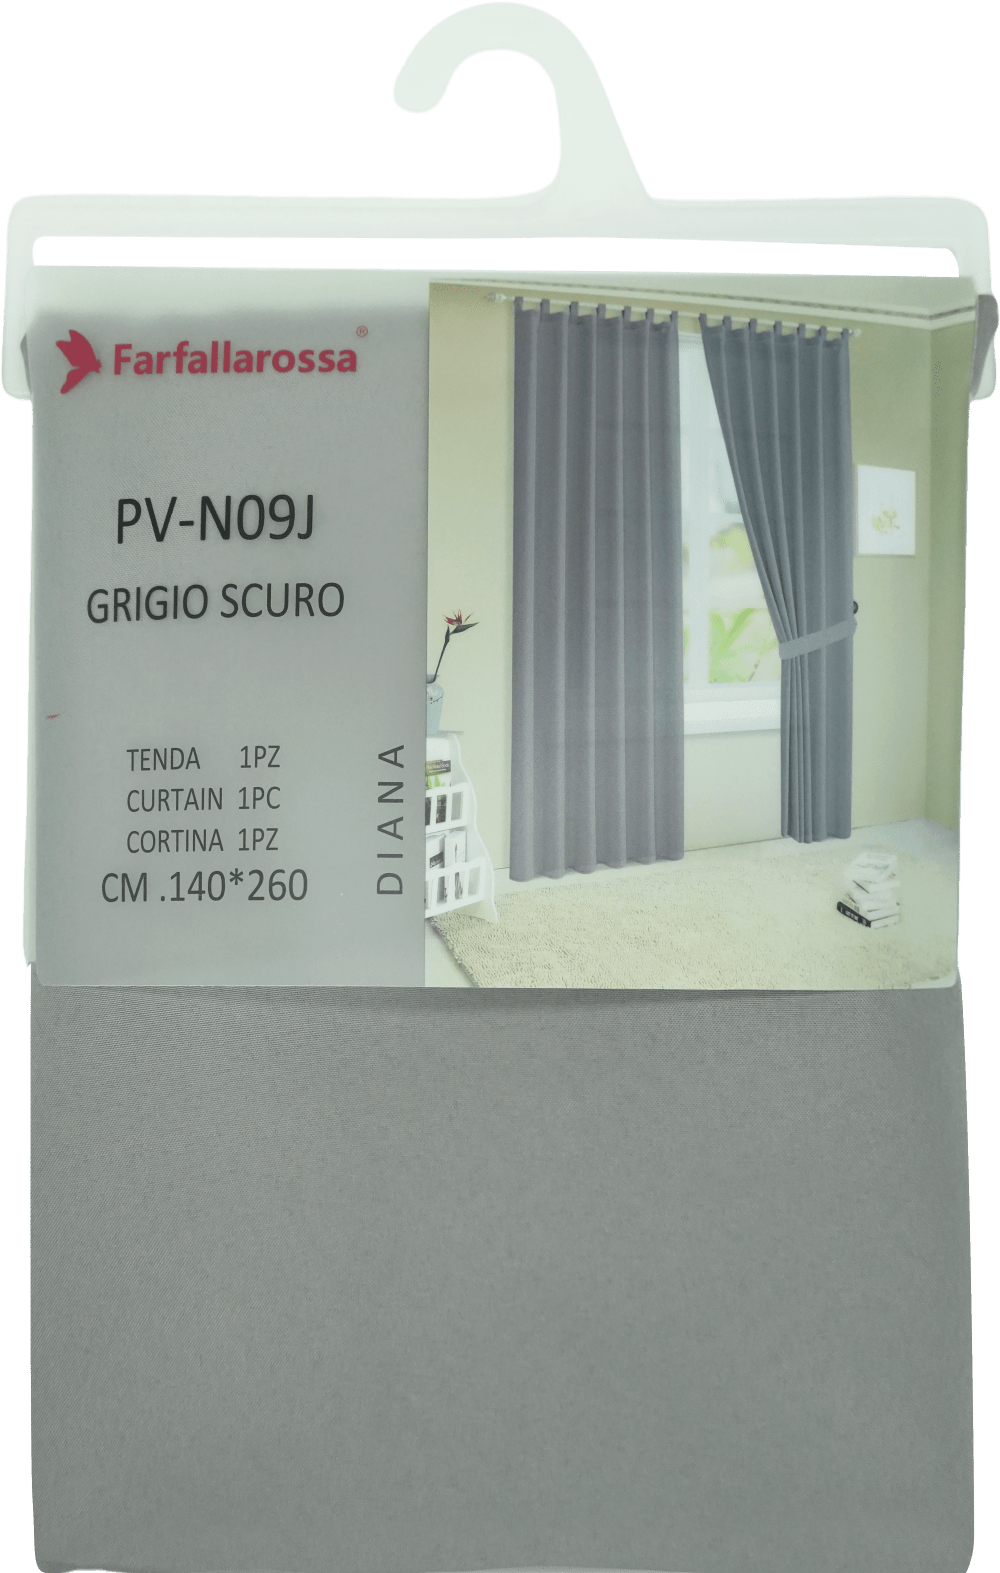 Farfallarossa®
PV-N09J
GRIGIO SCURO
TENDA 1PZ
CURTAIN 1PC
CORTINA 1PZ
CM .140*260
DIANA